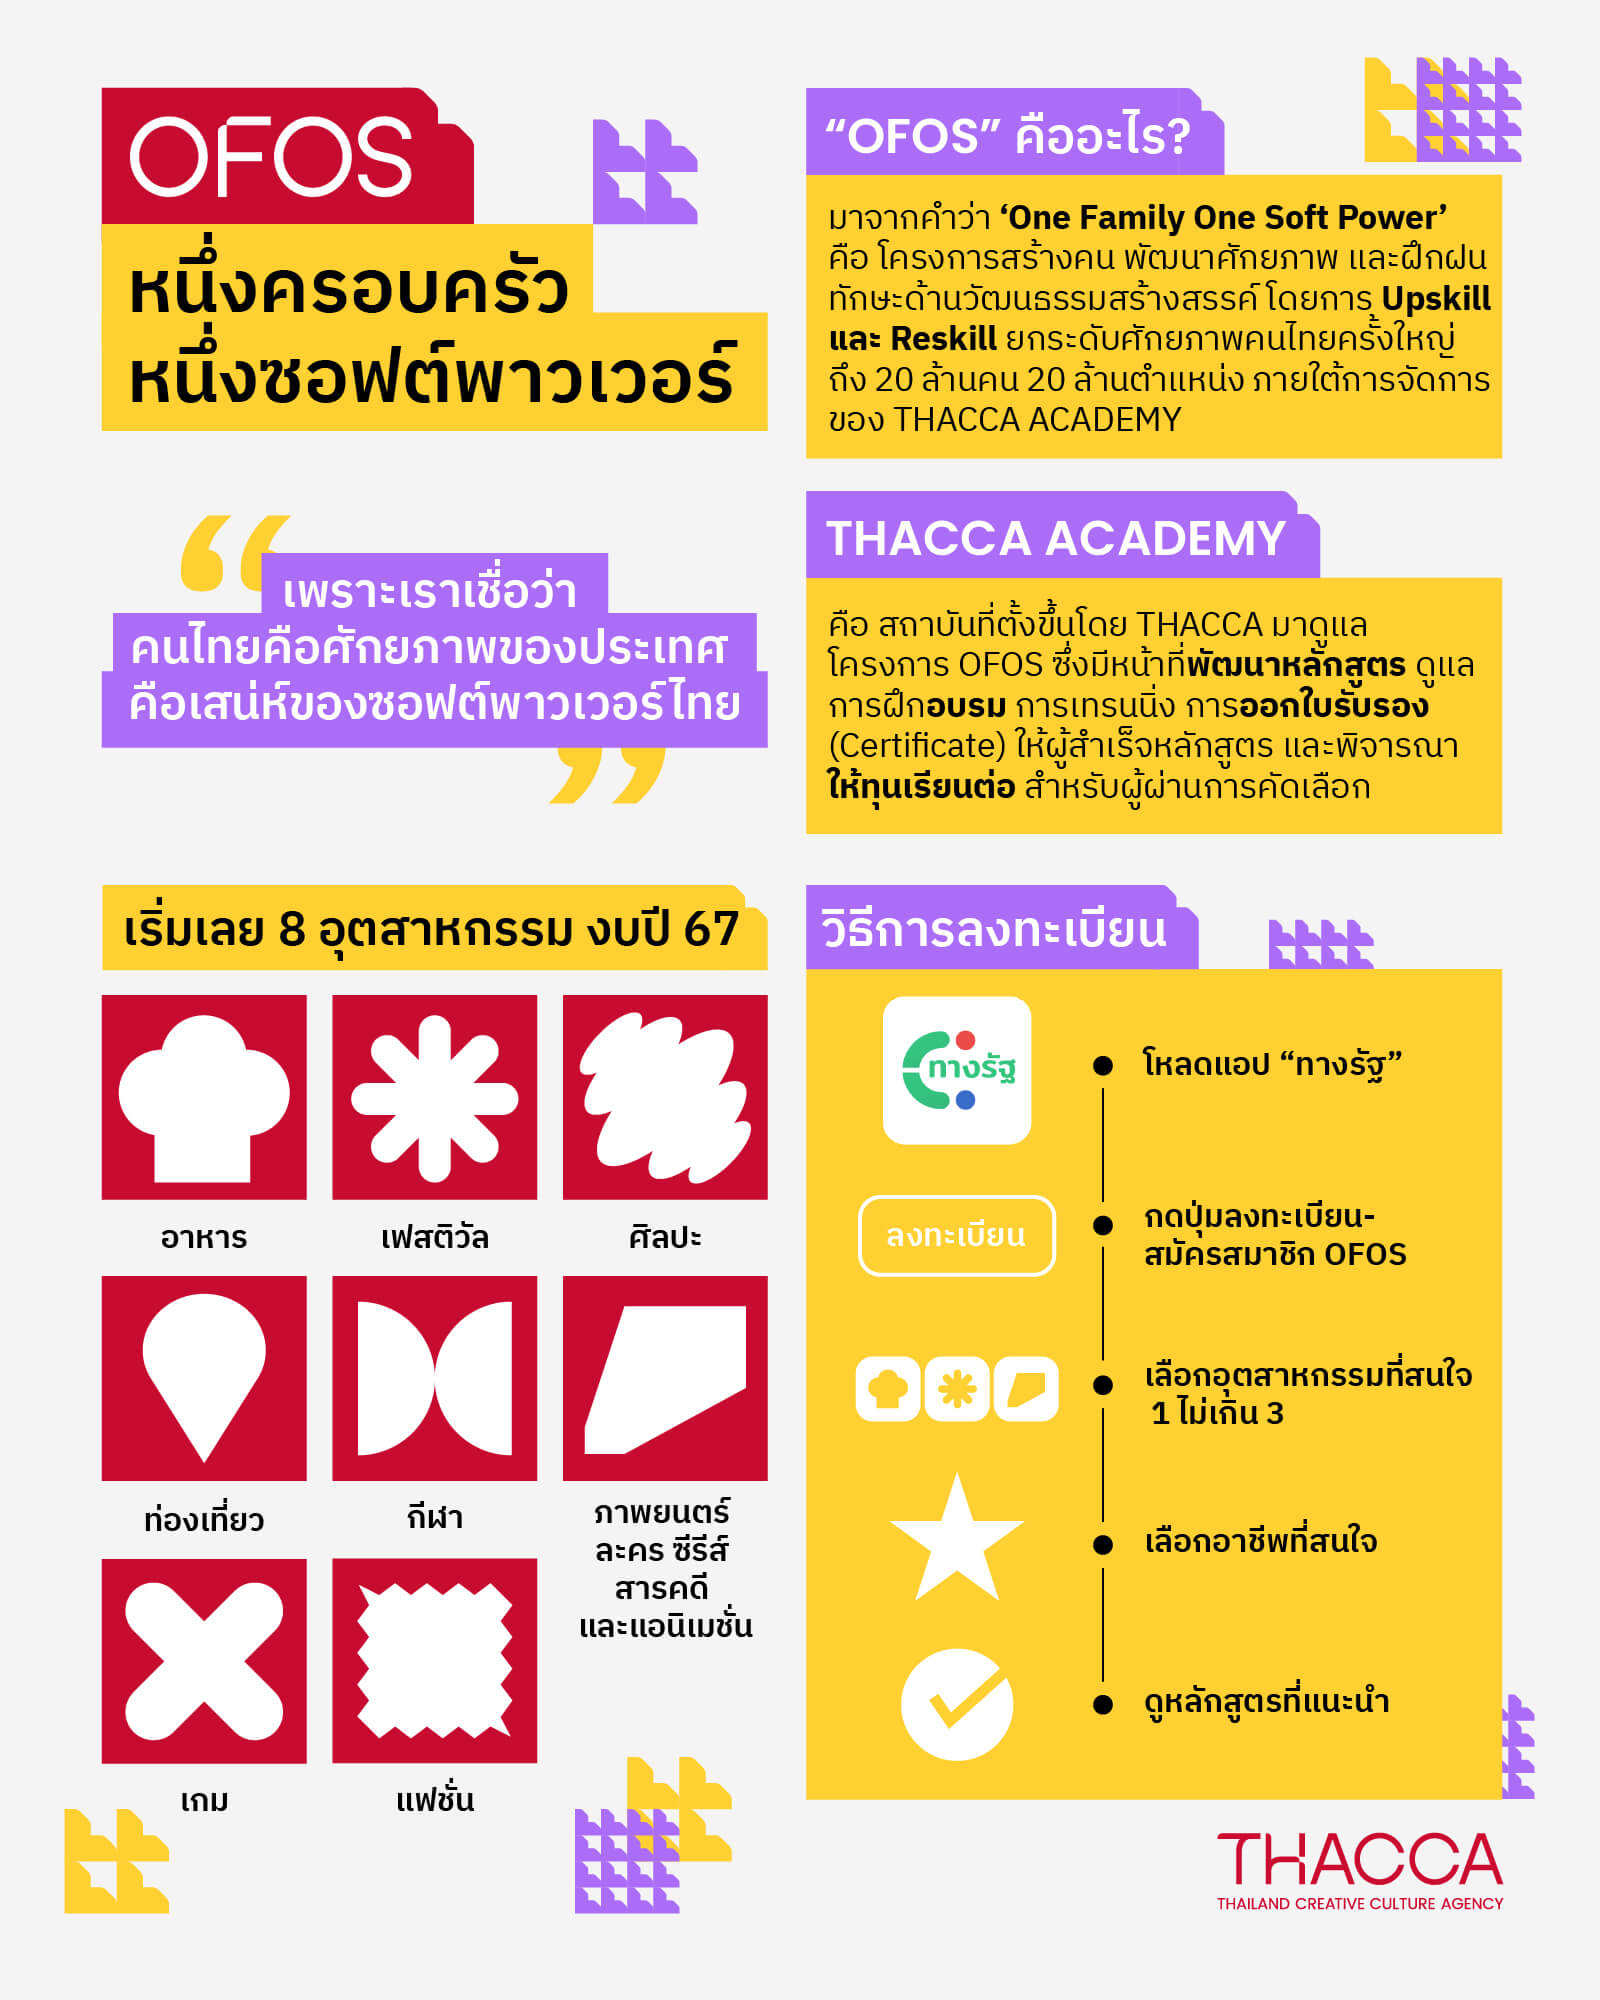 OFOS
หนึ่งครอบครัว
หนึ่งซอฟต์พาวเวอร์
“
เพราะเราเชื่อว่า
คนไทยคือศักยภาพของประเทศ
คือเสน่ห์ของซอฟต์พาวเวอร์ไทย
”
“OFOS” คืออะไร?
มาจากคำว่า ‘One Family One Soft Power’
คือ โครงการสร้างคน พัฒนาศักยภาพ และฝึกฝน
ทักษะด้านวัฒนธรรมสร้างสรรค์ โดยการ Upskill
และ Reskill ยกระดับศักยภาพคนไทยครั้งใหญ่
ถึง 20 ล้านคน 20 ล้านตำแหน่ง ภายใต้การจัดการ
ของ THACCA ACADEMY
THACCA ACADEMY
คือ สถาบันที่ตั้งขึ้นโดย THACCA มาดูแล
โครงการ OFOS ซึ่งมีหน้าที่พัฒนาหลักสูตร ดูแล
การฝึกอบรม การเทรนนิ่ง การออกใบรับรอง
(Certificate) ให้ผู้สำเร็จหลักสูตร และพิจารณา
ให้ทุนเรียนต่อ สำหรับผู้ผ่านการคัดเลือก
เริ่มเลย 8 อุตสาหกรรม งบปี 67
อาหาร
เฟสติวัล
ศิลปะ
ท่องเที่ยว
กีฬา
ภาพยนตร์
ละคร ซีรีส์
สารคดี
และแอนิเมชั่น
เกม
แฟชั่น
วิธีการลงทะเบียน
ทางรัฐ
โหลดแอป “ทางรัฐ”
ลงทะเบียน
กดปุ่มลงทะเบียน-
สมัครสมาชิก OFOS
เลือกอุตสาหกรรมที่สนใจ
1 ไม่เกิน 3
เลือกอาชีพที่สนใจ
ดูหลักสูตรที่แนะนำ
THACCA
THAILAND CREATIVE CULTURE AGENCY